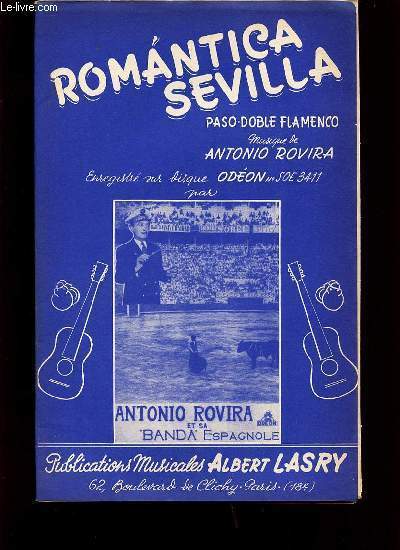 ROMÁNTICA
SEVILLA
PASO-DOBLE FLAMENCO
Musique de
ANTONIO ROVIRA
Enregistré sur disque ODÉON nº SOE 3411
par
ANTONIO ROVIRA
ET SA
"BANDA" ESPAGNOLE
ODEON
Publications Musicales ALBERT LASRY
62, Boulevard de Clichy - Paris - (18e)
© Le-livre.com